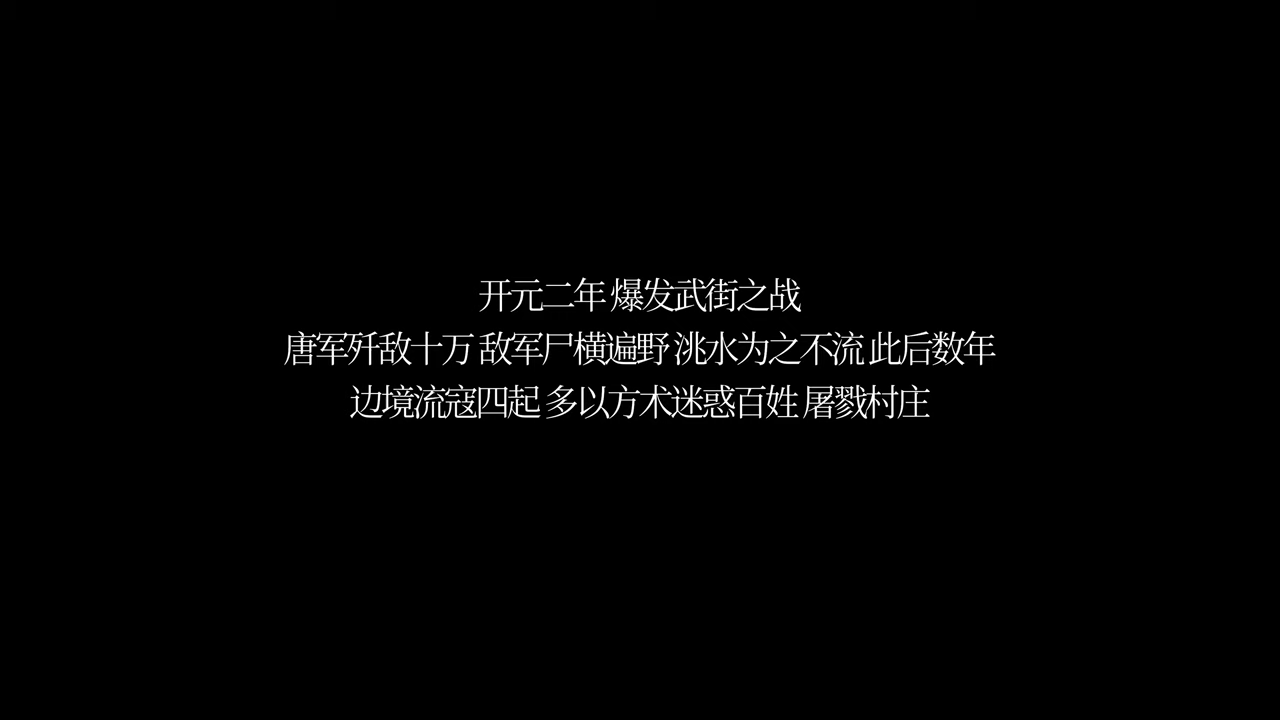 开元二年 爆发武街之战
唐军歼敌十万 敌军尸横遍野 洮水为之不流 此后数年
边境流寇四起 多以方术迷惑百姓 屠戮村庄